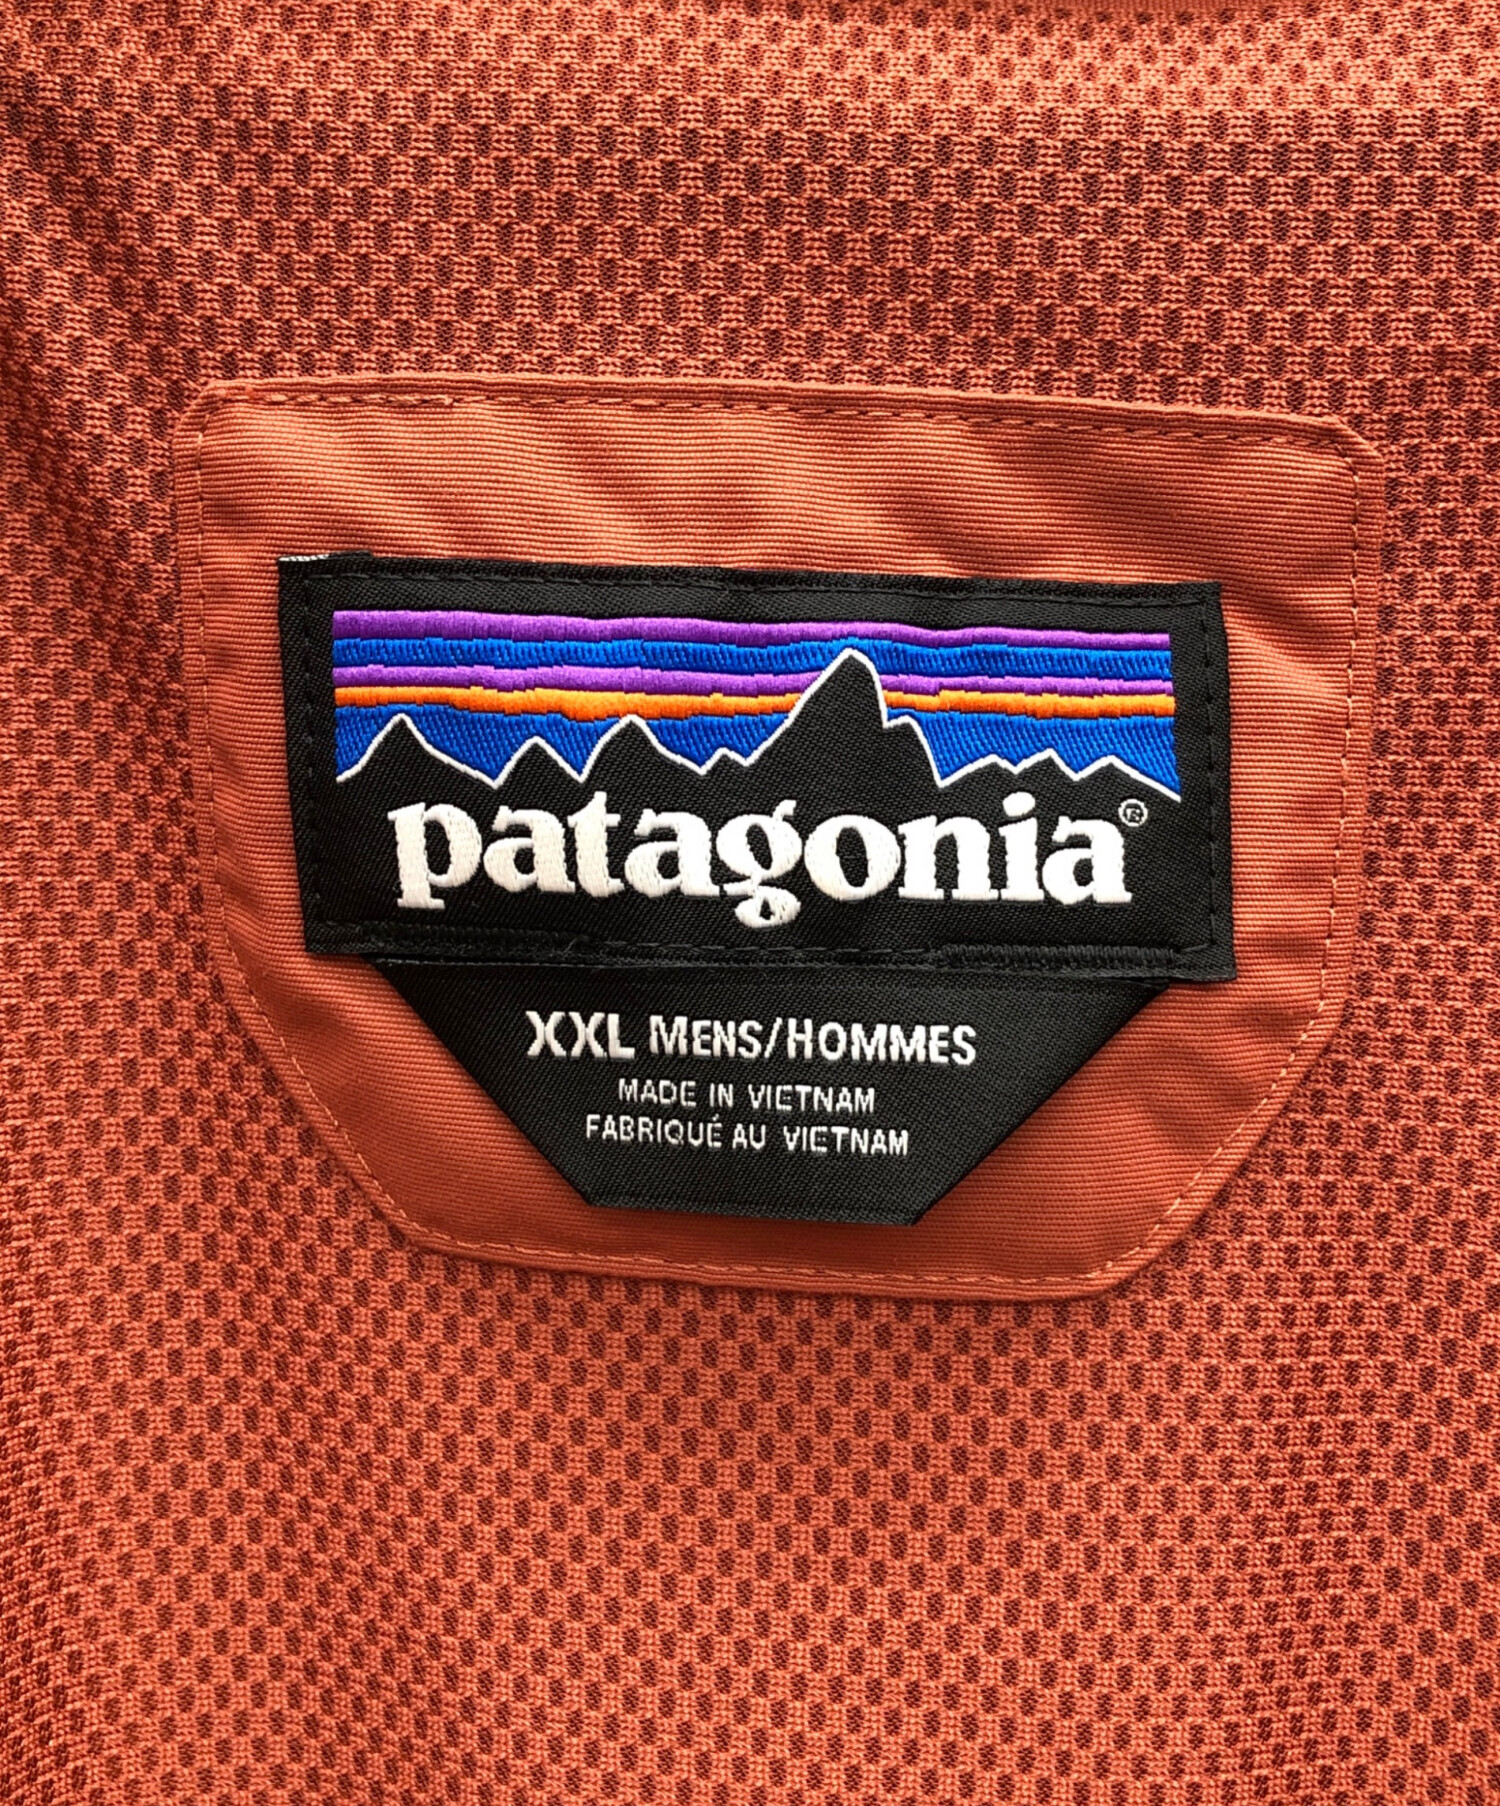 patagonia®
XXL MENS/HOMMES
MADE IN VIETNAM
FABRIQUÉ AU VIETNAM